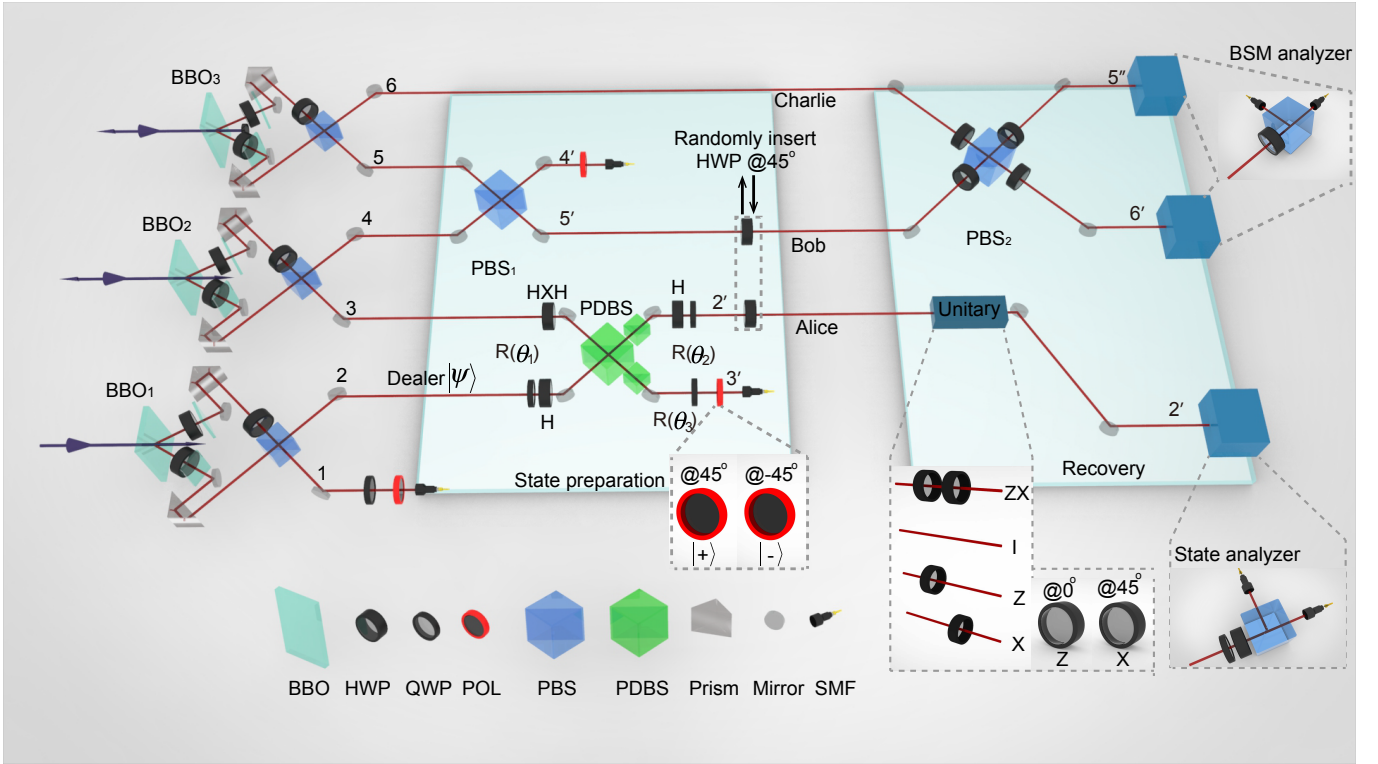 BSM analyzer
BBO3
6
Charlie
5″
Randomly insert
HWP @45°
5
4′
BBO2
4
5′
Bob
PBS2
6′
PBS1
3
HXH
PDBS
H
2′
Alice
Unitary
R(θ1)
R(θ2)
BBO1
2
Dealer |ψ⟩
H
R(θ3)
3′
2′
1
State preparation
Recovery
@45°
@-45°
|+⟩
|-⟩
ZX
I
Z
X
@0°
@45°
Z
X
State analyzer
BBO
HWP
QWP
POL
PBS
PDBS
Prism
Mirror
SMF